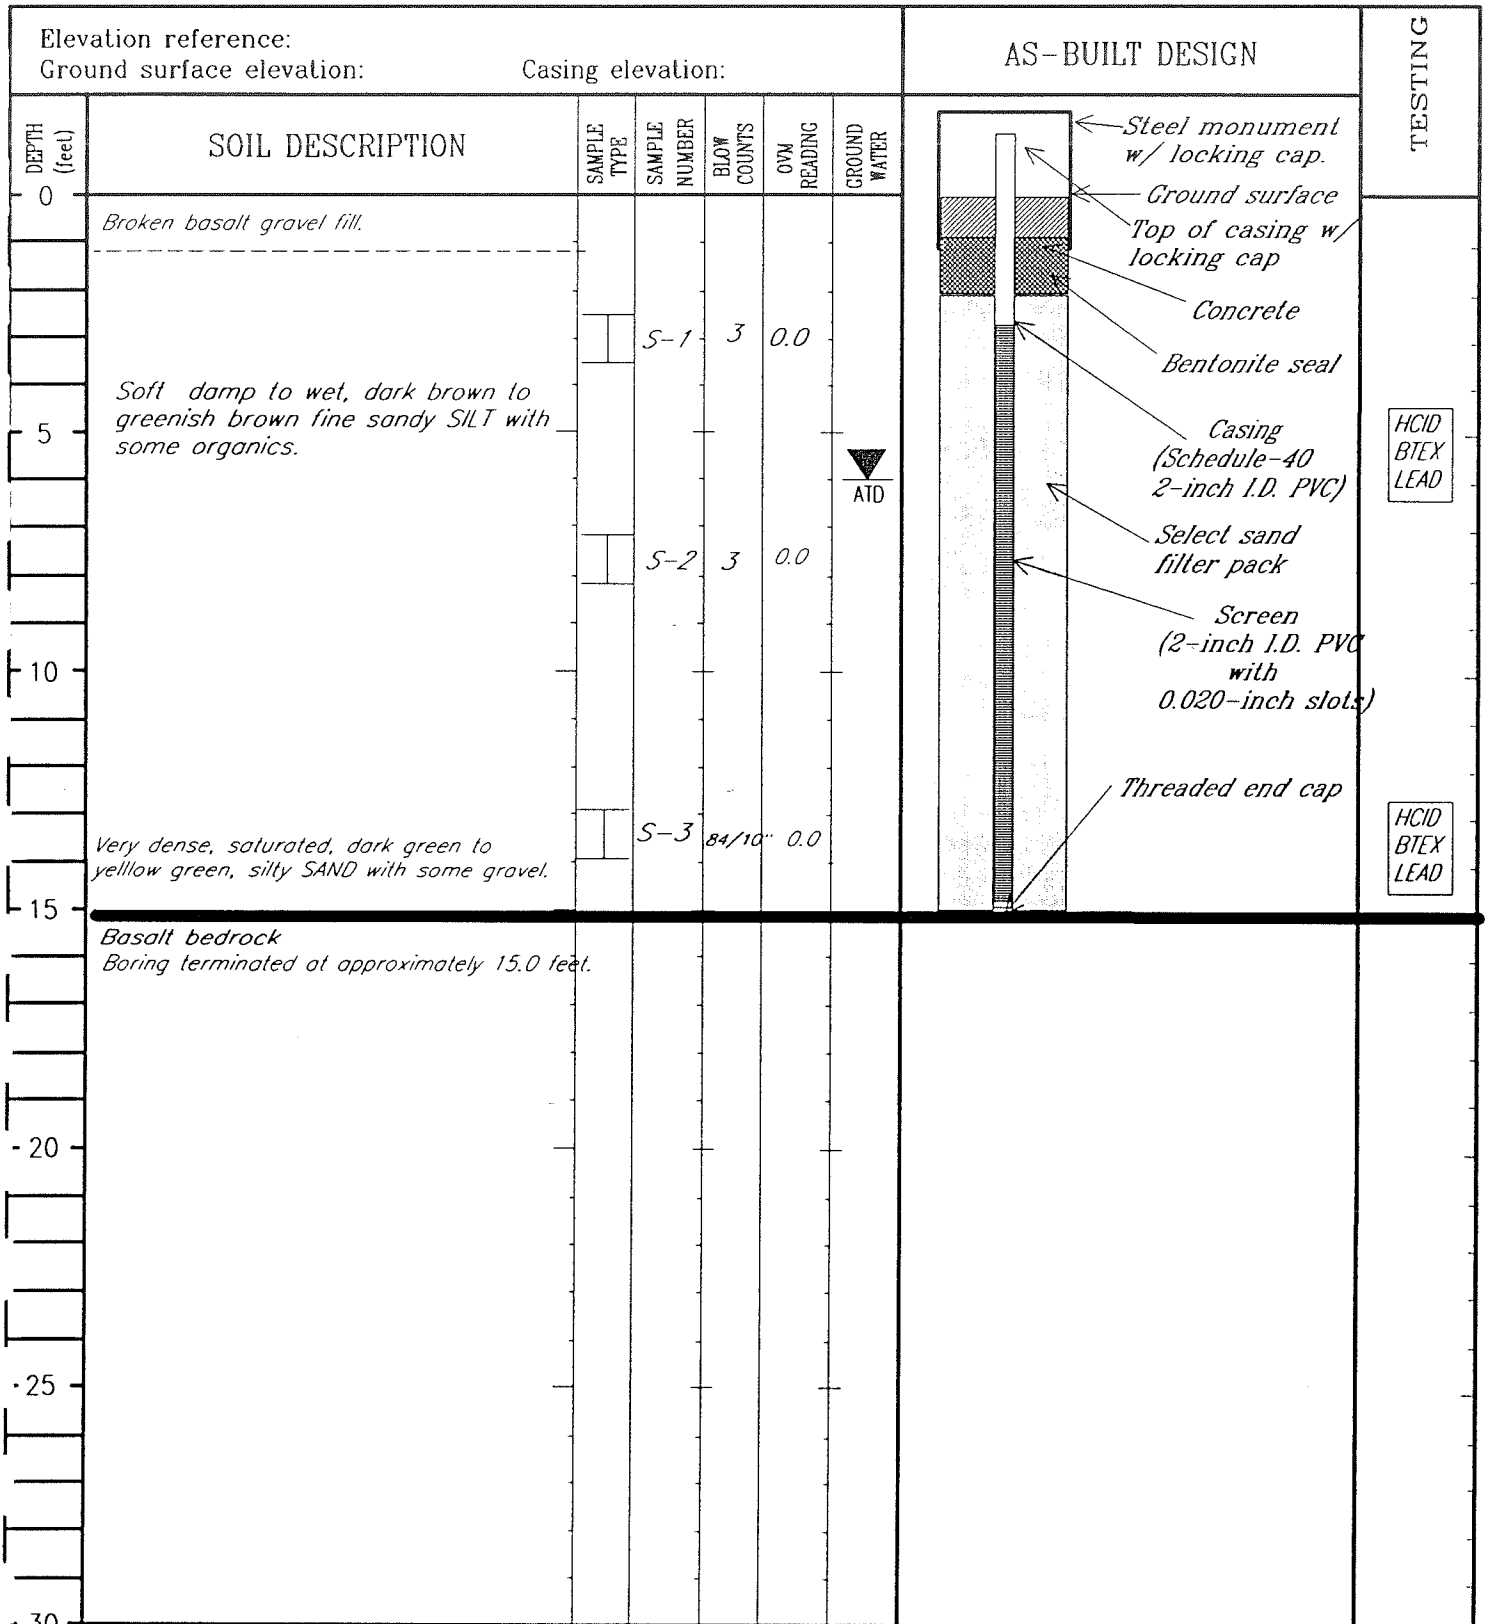 Elevation reference:
Ground surface elevation: Casing elevation:
AS-BUILT DESIGN
TESTING
DEPTH
(feet)
SOIL DESCRIPTION
SAMPLE
TYPE
SAMPLE
NUMBER
BLOW
COUNTS
OVM
READING
GROUND
WATER
Steel monument
w/ locking cap.
Ground surface
Top of casing w/
locking cap
Concrete
Bentonite seal
Casing
(Schedule-40
2-inch I.D. PVC)
Select sand
filter pack
Screen
(2-inch I.D. PVC
with
0.020-inch slots)
Threaded end cap
0
Broken basalt gravel fill.
S-1 3 0.0
Soft damp to wet, dark brown to
greenish brown fine sandy SILT with
some organics.
5
ATD
HCID
BTEX
LEAD
S-2 3 0.0
10
S-3 84/10" 0.0
Very dense, saturated, dark green to
yelllow green, silty SAND with some gravel.
HCID
BTEX
LEAD
15
Basalt bedrock
Boring terminated at approximately 15.0 feet.
20
25
30